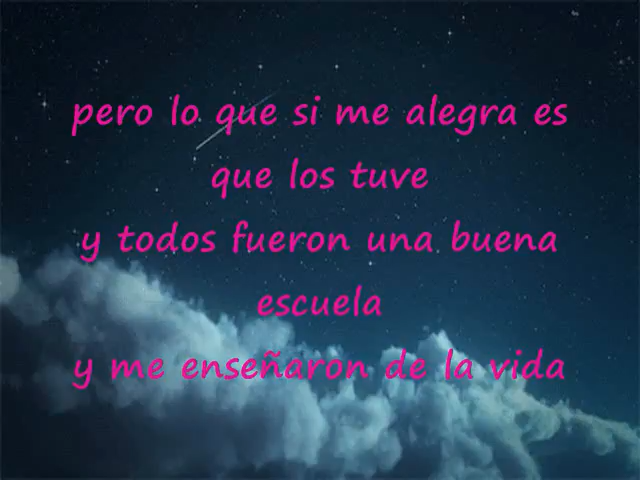 pero lo que si me alegra es
que los tuve
y todos fueron una buena
escuela
y me enseñaron de la vida